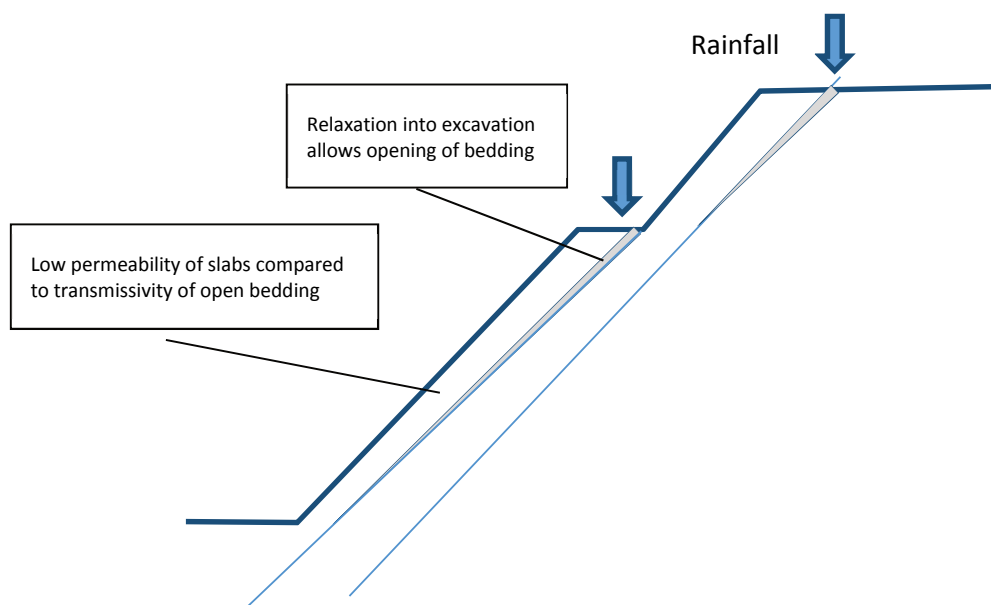 Rainfall
Relaxation into excavation
allows opening of bedding
Low permeability of slabs compared
to transmissivity of open bedding